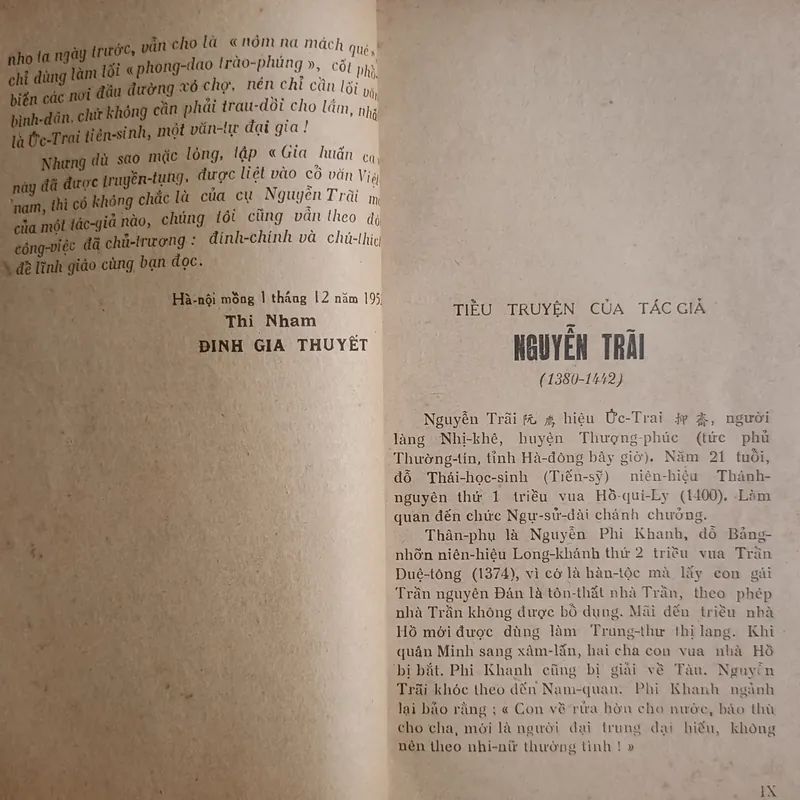 nho ta ngày trước, vẫn cho là « nôm na mách quẻ,
chỉ dùng làm lối « phong-dao trào-phúng », cốt phổ
biến các nơi đầu đường xó chợ, nên chỉ cần lối văn
bình-dân, chứ không cần phải trau-dồi cho lắm, nhất
là Ức-Trai tiên-sinh, một văn-tự đại gia !
Nhưng dù sao mặc lòng, tập « Gia huấn ca
này đã được truyền-tụng, được liệt vào cổ văn Việt
nam, thì có không chắc là của cụ Nguyễn Trãi mà
của một tác-giả nào, chúng tôi cũng vẫn theo đú
công-việc đã chủ-trương : đính-chính và chú-thích
để lĩnh giáo cùng bạn đọc.
Hà-nội mồng 1 tháng 12 năm 195
Thi Nham
ĐINH GIA THUYẾT
TIỂU TRUYỆN CỦA TÁC GIẢ
NGUYỄN TRÃI
(1380-1442)
Nguyễn Trãi 阮 廌 hiệu Ức-Trai 抑 齋, người
làng Nhị-khê, huyện Thượng-phúc (tức phủ
Thường-tín, tỉnh Hà-đông bây giờ). Năm 21 tuổi,
đỗ Thái-học-sinh (Tiến-sỹ) niên-hiệu Thánh-
nguyên thứ 1 triều vua Hồ-quí-Ly (1400). Làm
quan đến chức Ngự-sử-dài chánh chưởng.
Thân-phụ là Nguyễn Phi Khanh, đỗ Bảng-
nhỡn niên-hiệu Long-khánh thứ 2 triều vua Trần
Duệ-tông (1374), vì cớ là hàn-tộc mà lấy con gái
Trần nguyên Đán là tôn-thất nhà Trần, theo phép
nhà Trần không được bổ dụng. Mãi đến triều nhà
Hồ mới được dùng làm Trung-thư thị lang. Khi
quân Minh sang xâm-lấn, hai cha con vua nhà Hồ
bị bắt. Phi Khanh cũng bị giải về Tàu. Nguyễn
Trãi khóc theo đến Nam-quan. Phi Khanh ngảnh
lại bảo rằng ; « Con về rửa hờn cho nước, báo thù
cho cha, mới là người đại trung đại hiếu, không
nên theo nhi-nữ thường tình ! »
IX